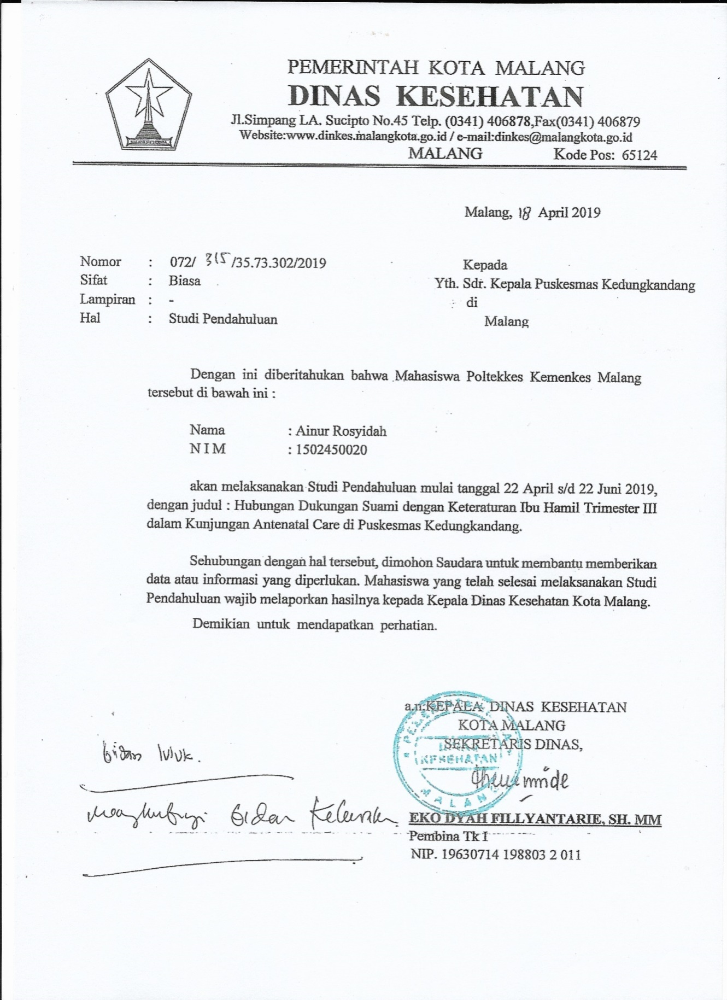 PEMERINTAH KOTA MALANG
DINAS KESEHATAN
Jl.Simpang LA. Sucipto No.45 Telp. (0341) 406878,Fax(0341) 406879
Website:www.dinkes.malangkota.go.id / e-mail:dinkes@malangkota.go.id
MALANG Kode Pos: 65124
Malang, 18 April 2019
Nomor : 072/ 315 /35.73.302/2019
Sifat : Biasa
Lampiran : -
Hal : Studi Pendahuluan
Kepada
Yth. Sdr. Kepala Puskesmas Kedungkandang
di
Malang
Dengan ini diberitahukan bahwa Mahasiswa Poltekkes Kemenkes Malang
tersebut di bawah ini :
Nama : Ainur Rosyidah
NIM : 1502450020
akan melaksanakan Studi Pendahuluan mulai tanggal 22 April s/d 22 Juni 2019,
dengan judul : Hubungan Dukungan Suami dengan Keteraturan Ibu Hamil Trimester III
dalam Kunjungan Antenatal Care di Puskesmas Kedungkandang.
Sehubungan dengan hal tersebut, dimohon Saudara untuk membantu memberikan
data atau informasi yang diperlukan. Mahasiswa yang telah selesai melaksanakan Studi
Pendahuluan wajib melaporkan hasilnya kepada Kepala Dinas Kesehatan Kota Malang.
Demikian untuk mendapatkan perhatian.
a.n.KEPALA DINAS KESEHATAN
KOTA MALANG
SEKRETARIS DINAS,
KESEHATAN
MALANG
EKO DYAH FILLYANTARIE, SH. MM
Pembina Tk I
NIP. 19630714 198803 2 011
bidan
bidan